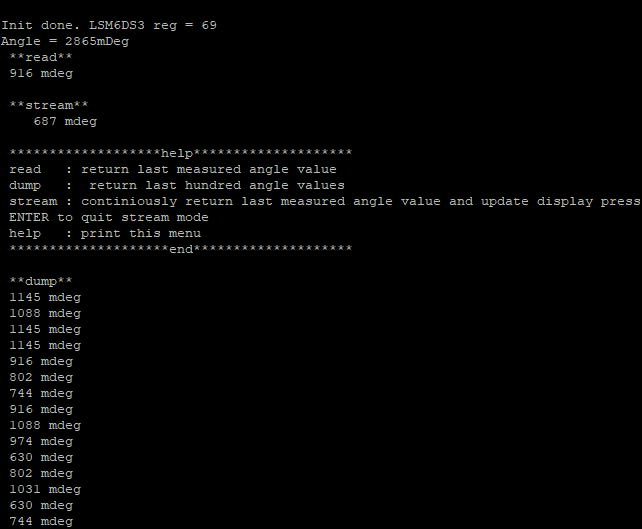 Init done. LSM6DS3 reg = 69
Angle = 2865mDeg
**read**
916 mdeg
**stream**
687 mdeg
*******************help********************
read   : return last measured angle value
dump   :  return last hundred angle values
stream : continiously return last measured angle value and update display press
ENTER to quit stream mode
help   : print this menu
********************end********************
**dump**
1145 mdeg
1088 mdeg
1145 mdeg
1145 mdeg
916 mdeg
802 mdeg
744 mdeg
916 mdeg
1088 mdeg
974 mdeg
630 mdeg
802 mdeg
1031 mdeg
630 mdeg
744 mdeg